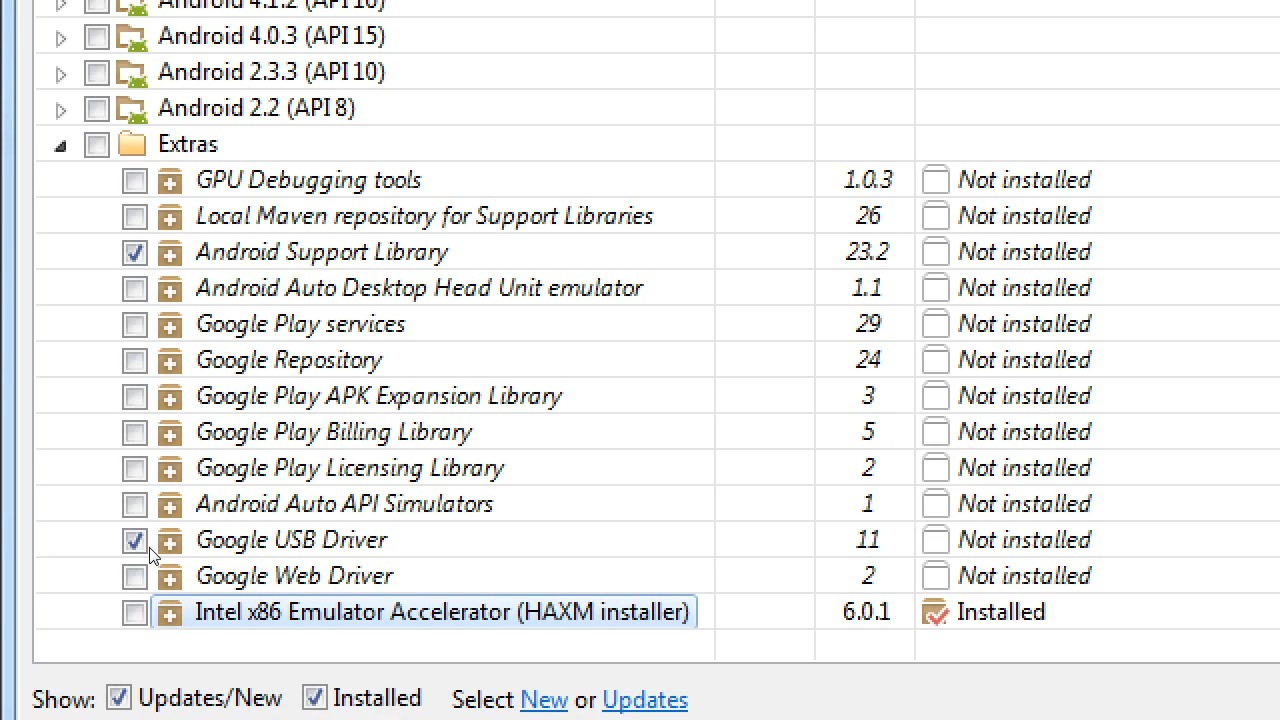 Android 4.1.2 (API 16)
Android 4.0.3 (API 15)
Android 2.3.3 (API 10)
Android 2.2 (API 8)
Extras
GPU Debugging tools 1.0.3 Not installed
Local Maven repository for Support Libraries 26 Not installed
Android Support Library 23.2 Not installed
Android Auto Desktop Head Unit emulator 1.1 Not installed
Google Play services 29 Not installed
Google Repository 24 Not installed
Google Play APK Expansion Library 3 Not installed
Google Play Billing Library 5 Not installed
Google Play Licensing Library 2 Not installed
Android Auto API Simulators 1 Not installed
Google USB Driver 11 Not installed
Google Web Driver 2 Not installed
Intel x86 Emulator Accelerator (HAXM installer) 6.0.1 Installed
Show: Updates/New Installed Select New or Updates